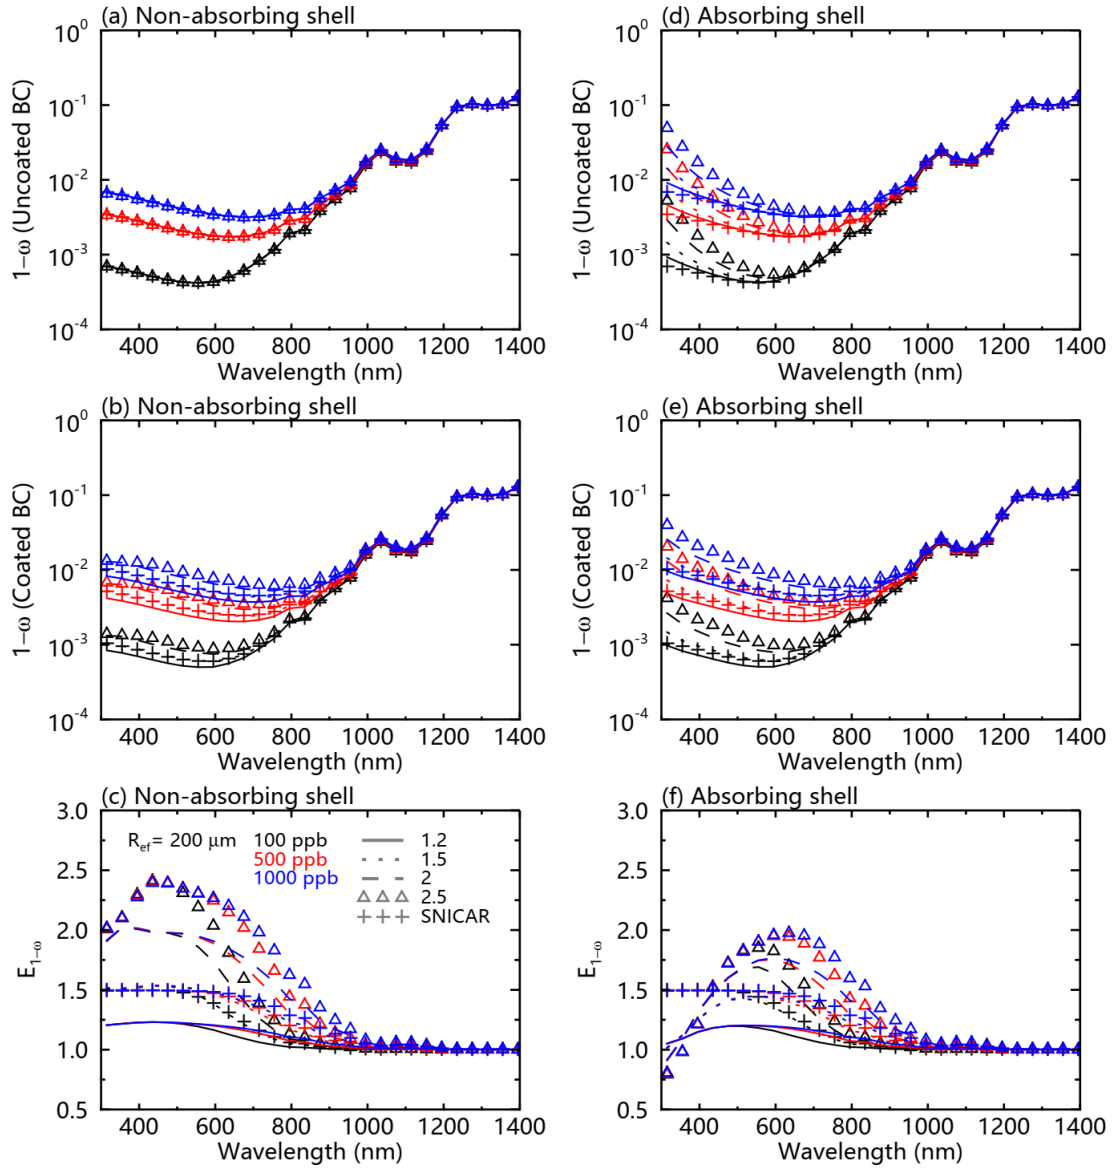 (a) Non-absorbing shell
10^0
10^-1
10^-2
10^-3
10^-4
1−ω (Uncoated BC)
400 600 800 1000 1200 1400
Wavelength (nm)
(d) Absorbing shell
10^0
10^-1
10^-2
10^-3
10^-4
1−ω (Uncoated BC)
400 600 800 1000 1200 1400
Wavelength (nm)
(b) Non-absorbing shell
10^0
10^-1
10^-2
10^-3
10^-4
1−ω (Coated BC)
400 600 800 1000 1200 1400
Wavelength (nm)
(e) Absorbing shell
10^0
10^-1
10^-2
10^-3
10^-4
1−ω (Coated BC)
400 600 800 1000 1200 1400
Wavelength (nm)
(c) Non-absorbing shell
3.0
2.5
2.0
1.5
1.0
0.5
E1−ω
R_ef= 200 μm
100 ppb
500 ppb
1000 ppb
1.2
1.5
2
2.5
SNICAR
400 600 800 1000 1200 1400
Wavelength (nm)
(f) Absorbing shell
3.0
2.5
2.0
1.5
1.0
0.5
E1−ω
400 600 800 1000 1200 1400
Wavelength (nm)